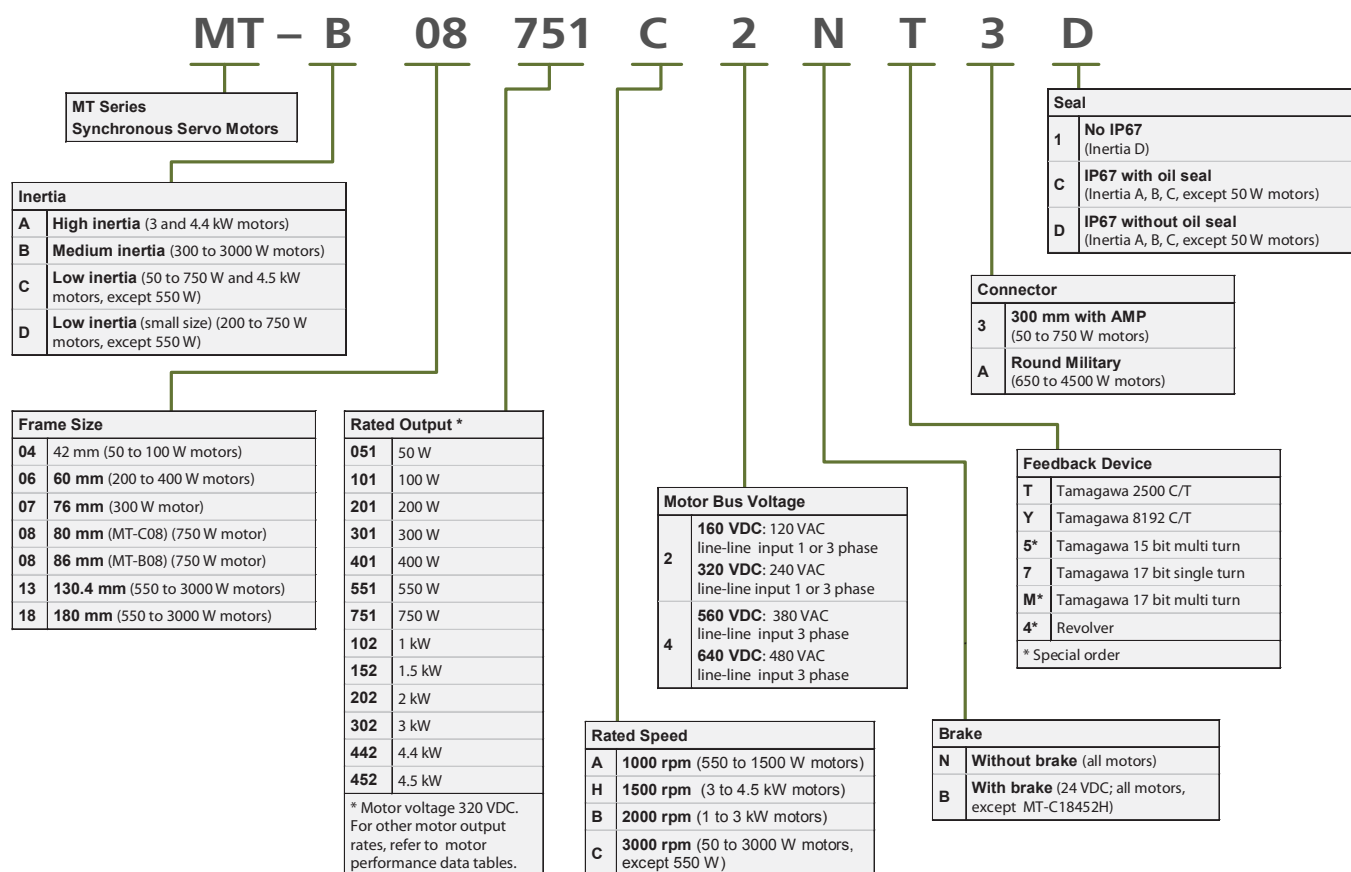 MT – B 08 751 C 2 N T 3 D
MT Series
Synchronous Servo Motors
Inertia
A High inertia (3 and 4.4 kW motors)
B Medium inertia (300 to 3000 W motors)
C Low inertia (50 to 750 W and 4.5 kW
motors, except 550 W)
D Low inertia (small size) (200 to 750 W
motors, except 550 W)
Frame Size
04 42 mm (50 to 100 W motors)
06 60 mm (200 to 400 W motors)
07 76 mm (300 W motor)
08 80 mm (MT-C08) (750 W motor)
08 86 mm (MT-B08) (750 W motor)
13 130.4 mm (550 to 3000 W motors)
18 180 mm (550 to 3000 W motors)
Rated Output *
051 50 W
101 100 W
201 200 W
301 300 W
401 400 W
551 550 W
751 750 W
102 1 kW
152 1.5 kW
202 2 kW
302 3 kW
442 4.4 kW
452 4.5 kW
* Motor voltage 320 VDC.
For other motor output
rates, refer to motor
performance data tables.
Rated Speed
A 1000 rpm (550 to 1500 W motors)
H 1500 rpm (3 to 4.5 kW motors)
B 2000 rpm (1 to 3 kW motors)
C 3000 rpm (50 to 3000 W motors,
except 550 W)
Motor Bus Voltage
2 160 VDC: 120 VAC
line-line input 1 or 3 phase
320 VDC: 240 VAC
line-line input 1 or 3 phase
4 560 VDC: 380 VAC
line-line input 3 phase
640 VDC: 480 VAC
line-line input 3 phase
Brake
N Without brake (all motors)
B With brake (24 VDC; all motors,
except MT-C18452H)
Feedback Device
T Tamagawa 2500 C/T
Y Tamagawa 8192 C/T
5* Tamagawa 15 bit multi turn
7 Tamagawa 17 bit single turn
M* Tamagawa 17 bit multi turn
4* Revolver
* Special order
Connector
3 300 mm with AMP
(50 to 750 W motors)
A Round Military
(650 to 4500 W motors)
Seal
1 No IP67
(Inertia D)
C IP67 with oil seal
(Inertia A, B, C, except 50 W motors)
D IP67 without oil seal
(Inertia A, B, C, except 50 W motors)